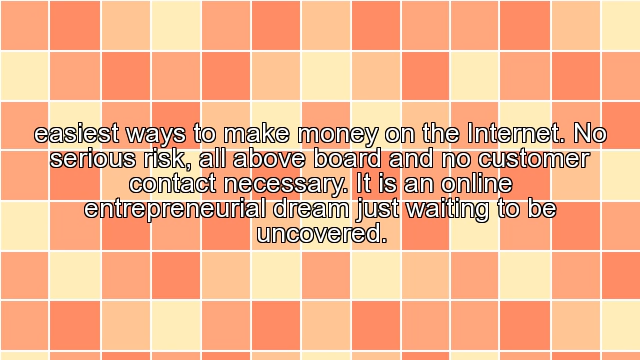 easiest ways to make money on the Internet. No
serious risk, all above board and no customer
contact necessary. It is an online
entrepreneurial dream just waiting to be
uncovered.